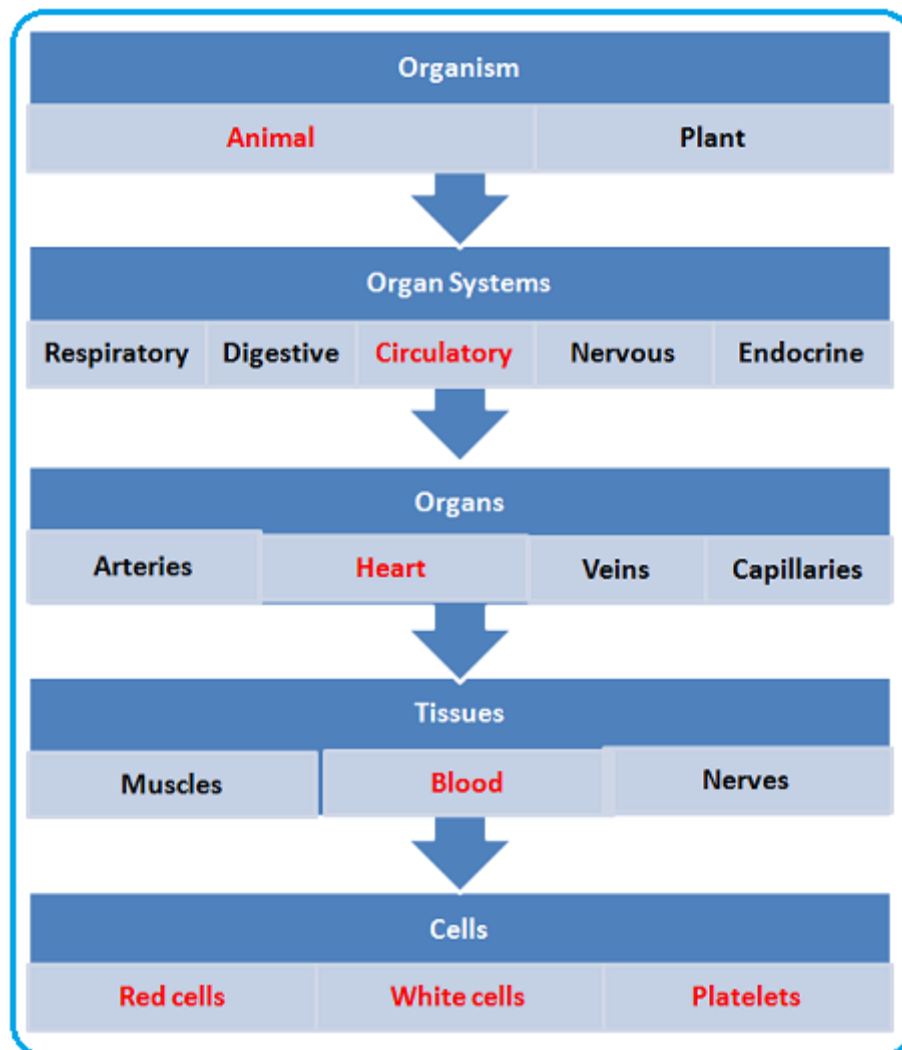 Organism
Animal Plant
Organ Systems
Respiratory Digestive Circulatory Nervous Endocrine
Organs
Arteries Heart Veins Capillaries
Tissues
Muscles Blood Nerves
Cells
Red cells White cells Platelets